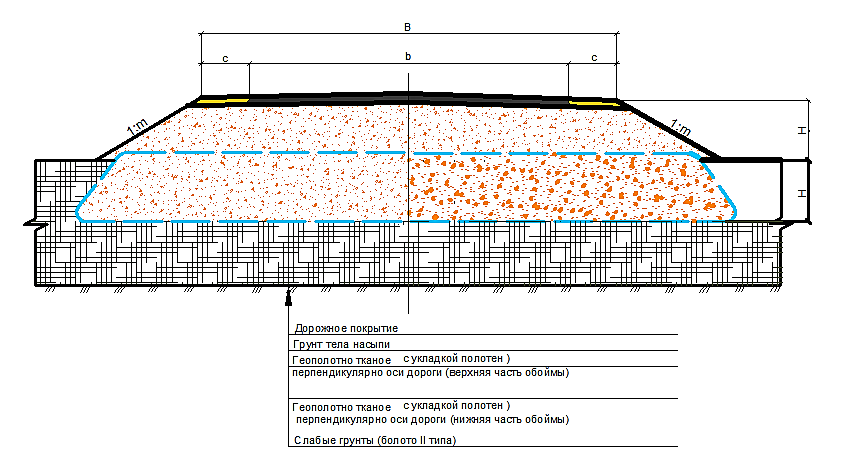 B
c b c
1:m 1:m
H
H
Дорожное покрытие
Грунт тела насыпи
Геополотно тканое с укладкой полотен )
перпендикулярно оси дороги (верхняя часть обоймы)
Геополотно тканое с укладкой полотен )
перпендикулярно оси дороги (нижняя часть обоймы)
Слабые грунты (болото II типа)